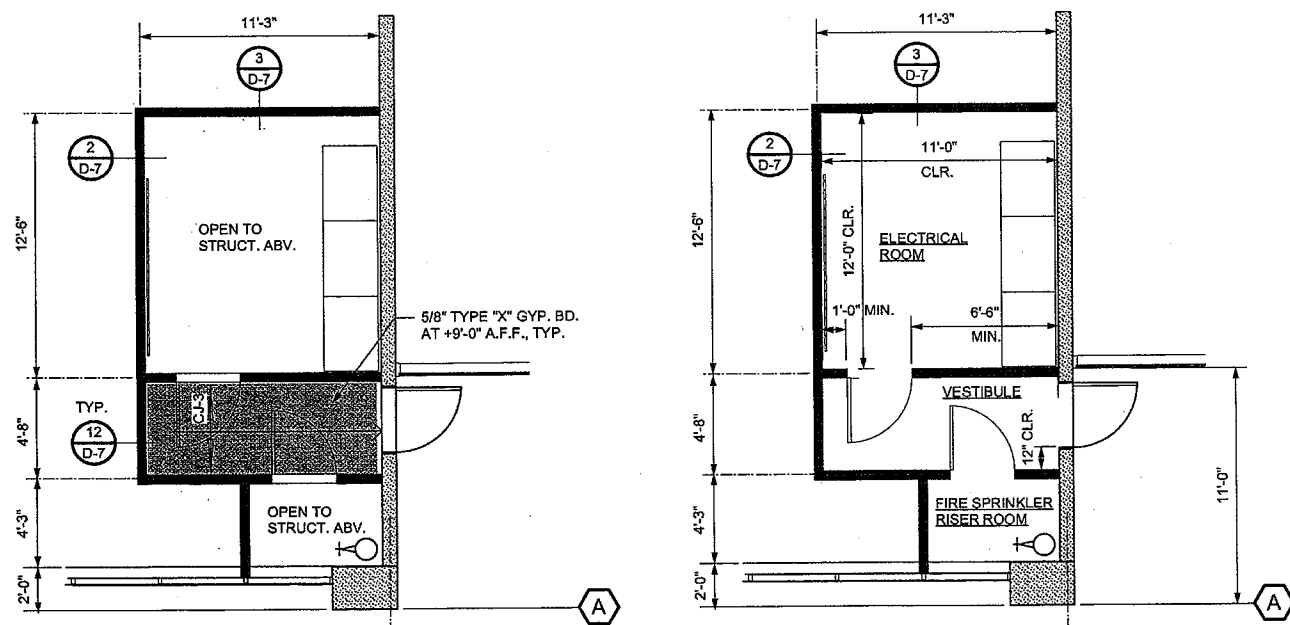 11'-3"
3
D-7
2
D-7
12'-6"
OPEN TO
STRUCT. ABV.
5/8" TYPE "X" GYP. BD.
AT +9'-0" A.F.F., TYP.
CJ-3
TYP.
12
D-7
4'-8"
4'-3"
OPEN TO
STRUCT. ABV.
2'-0"
A
11'-3"
3
D-7
2
D-7
11'-0"
CLR.
12'-6"
12'-0" CLR.
ELECTRICAL
ROOM
1'-0" MIN.
6'-6"
MIN.
VESTIBULE
4'-8"
12" CLR.
11'-0"
4'-3"
FIRE SPRINKLER
RISER ROOM
2'-0"
A